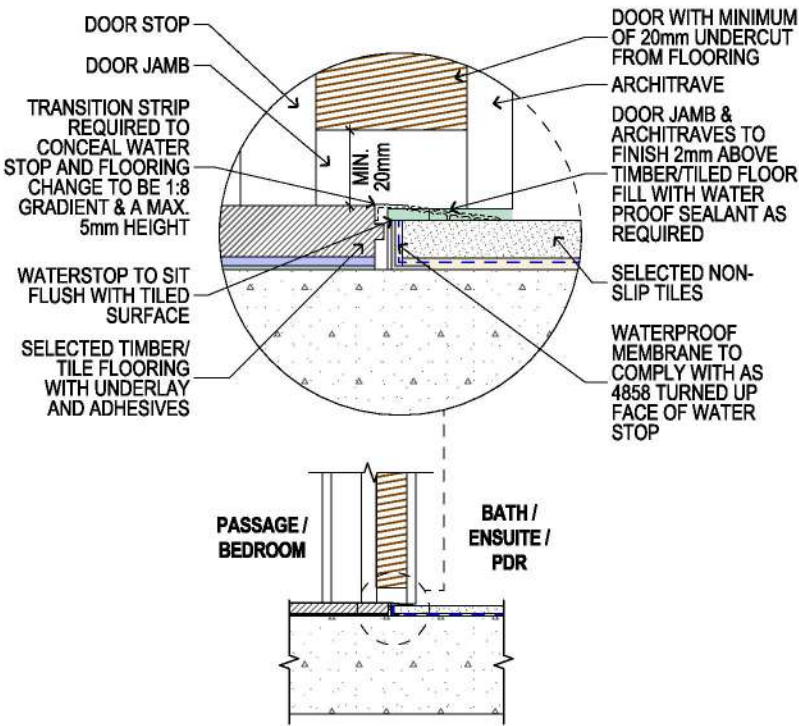 DOOR STOP
DOOR JAMB
TRANSITION STRIP
REQUIRED TO
CONCEAL WATER
STOP AND FLOORING
CHANGE TO BE 1:8
GRADIENT & A MAX.
5mm HEIGHT
WATERSTOP TO SIT
FLUSH WITH TILED
SURFACE
SELECTED TIMBER/
TILE FLOORING
WITH UNDERLAY
AND ADHESIVES
MIN.
20mm
DOOR WITH MINIMUM
OF 20mm UNDERCUT
FROM FLOORING
ARCHITRAVE
DOOR JAMB &
ARCHITRAVES TO
FINISH 2mm ABOVE
TIMBER/TILED FLOOR
FILL WITH WATER
PROOF SEALANT AS
REQUIRED
SELECTED NON-
SLIP TILES
WATERPROOF
MEMBRANE TO
COMPLY WITH AS
4858 TURNED UP
FACE OF WATER
STOP
PASSAGE /
BEDROOM
BATH /
ENSUITE /
PDR